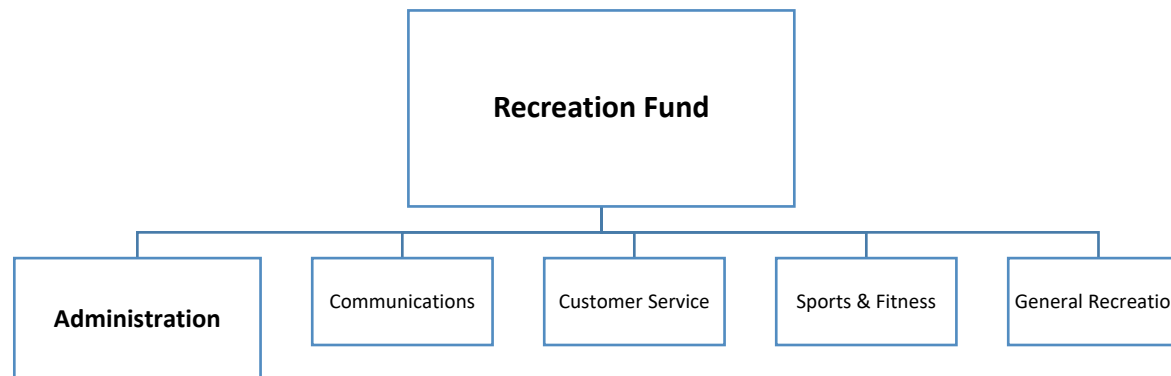 Recreation Fund
Administration
Communications
Customer Service
Sports & Fitness
General Recreatio